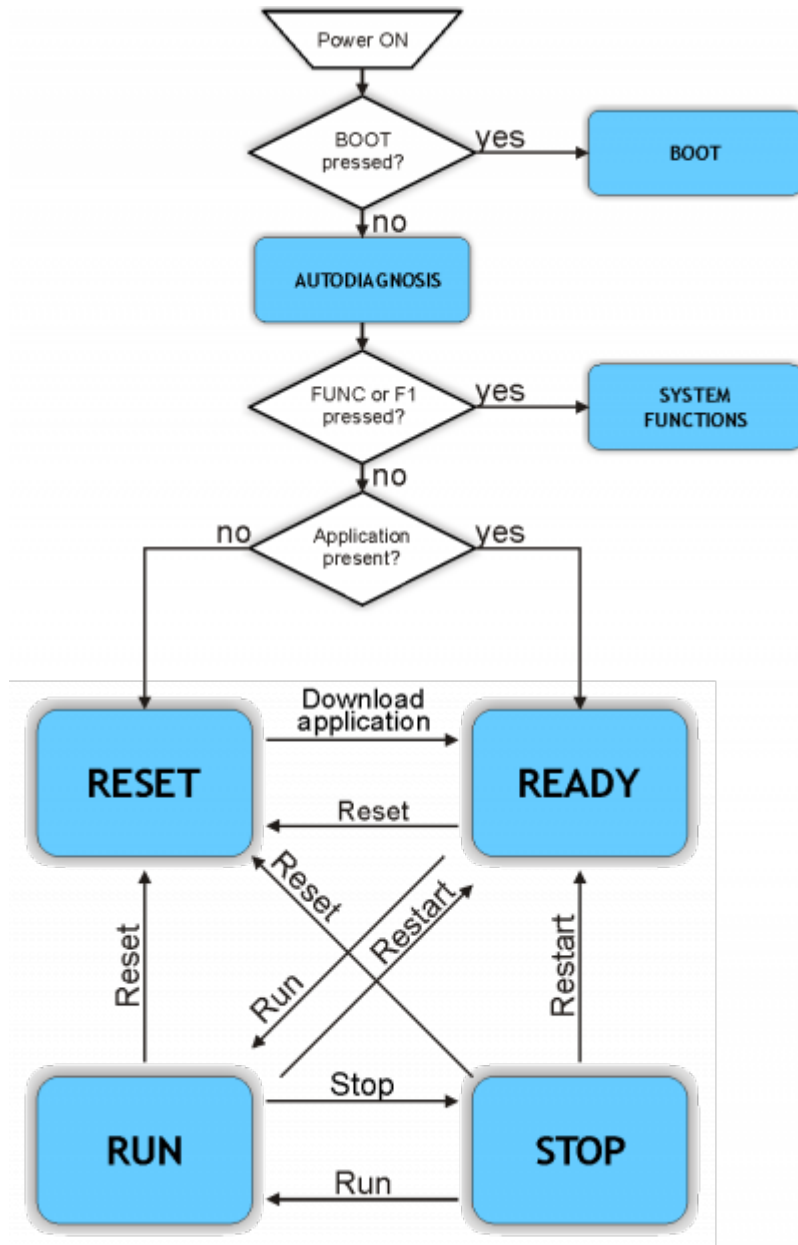 Power ON
BOOT
pressed?
yes
BOOT
no
AUTODIAGNOSIS
FUNC or F1
pressed?
yes
SYSTEM
FUNCTIONS
no
no
Application
present?
yes
Download
application
RESET
READY
Reset
Reset
Restart
Reset
Run
Restart
Stop
RUN
STOP
Run